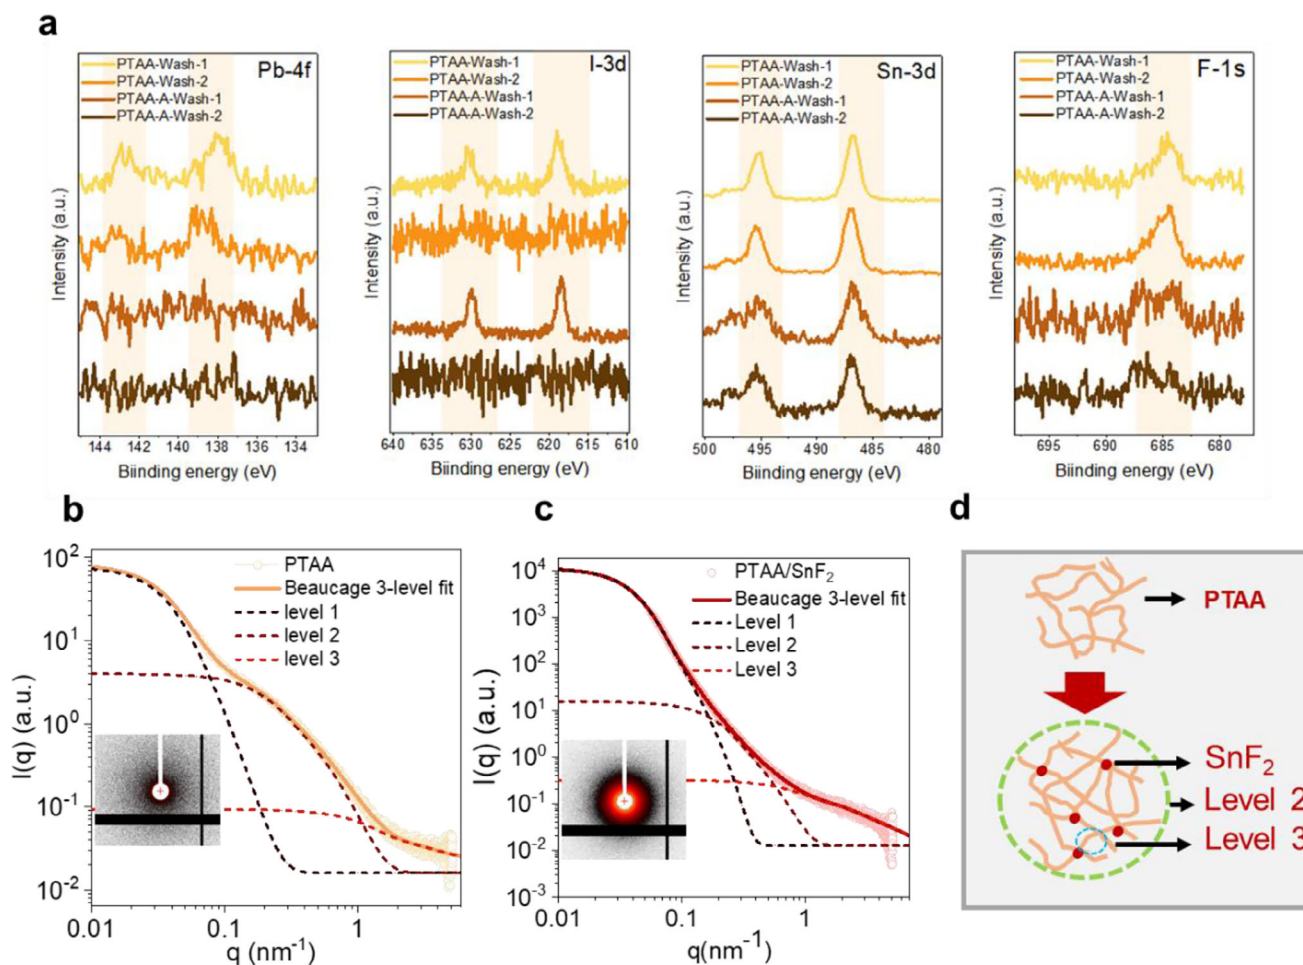 a
PTAA-Wash-1
PTAA-Wash-2
PTAA-A-Wash-1
PTAA-A-Wash-2
Pb-4f
Intensity (a.u.)
144 142 140 138 136 134
Biinding energy (eV)
PTAA-Wash-1
PTAA-Wash-2
PTAA-A-Wash-1
PTAA-A-Wash-2
I-3d
Intensity (a.u.)
640 635 630 625 620 615 610
Biinding energy (eV)
PTAA-Wash-1
PTAA-Wash-2
PTAA-A-Wash-1
PTAA-A-Wash-2
Sn-3d
Intensity (a.u.)
500 495 490 485 480
Biinding energy (eV)
PTAA-Wash-1
PTAA-Wash-2
PTAA-A-Wash-1
PTAA-A-Wash-2
F-1s
Intensity (a.u.)
695 690 685 680
Biinding energy (eV)
b
PTAA
Beaucage 3-level fit
level 1
level 2
level 3
I(q) (a.u.)
10²
10¹
10⁰
10⁻¹
10⁻²
0.01 0.1 1
q (nm⁻¹)
c
PTAA/SnF₂
Beaucage 3-level fit
Level 1
Level 2
Level 3
I(q) (a.u.)
10⁴
10³
10²
10¹
10⁰
10⁻¹
10⁻²
10⁻³
0.01 0.1 1
q(nm⁻¹)
d
PTAA
SnF₂
Level 2
Level 3